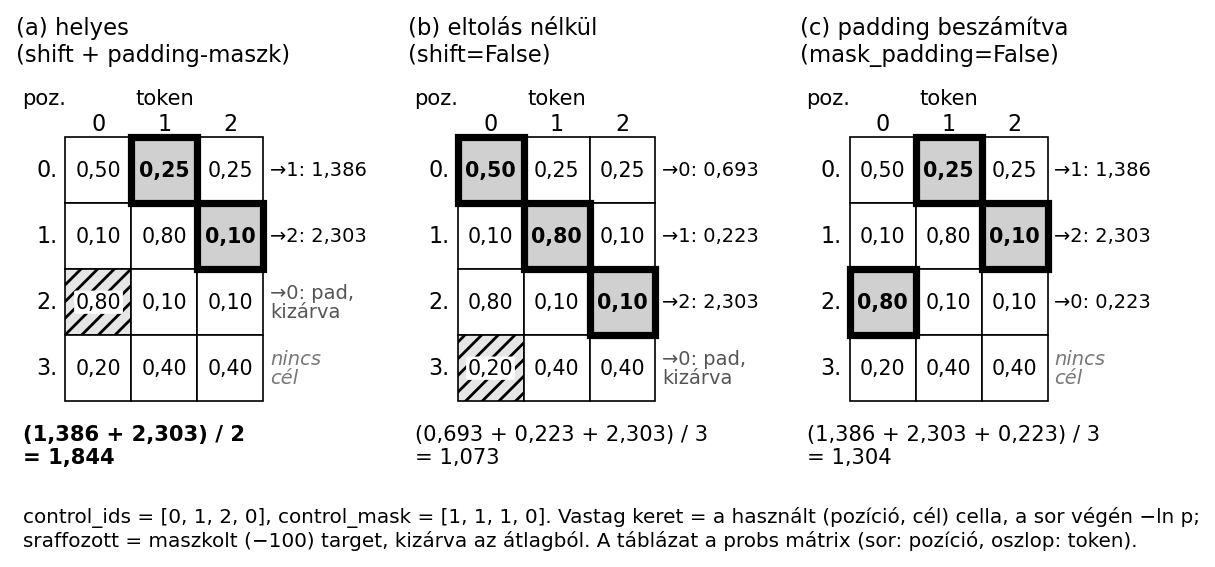 (a) helyes
(shift + padding-maszk)
poz. token
0 1 2
0. 0,50 0,25 0,25 →1: 1,386
1. 0,10 0,80 0,10 →2: 2,303
2. 0,80 0,10 0,10 →0: pad,
kizárva
3. 0,20 0,40 0,40 nincs
cél
(1,386 + 2,303) / 2
= 1,844
(b) eltolás nélkül
(shift=False)
poz. token
0 1 2
0. 0,50 0,25 0,25 →0: 0,693
1. 0,10 0,80 0,10 →1: 0,223
2. 0,80 0,10 0,10 →2: 2,303
3. 0,20 0,40 0,40 →0: pad,
kizárva
(0,693 + 0,223 + 2,303) / 3
= 1,073
(c) padding beszámítva
(mask_padding=False)
poz. token
0 1 2
0. 0,50 0,25 0,25 →1: 1,386
1. 0,10 0,80 0,10 →2: 2,303
2. 0,80 0,10 0,10 →0: 0,223
3. 0,20 0,40 0,40 nincs
cél
(1,386 + 2,303 + 0,223) / 3
= 1,304
control_ids = [0, 1, 2, 0], control_mask = [1, 1, 1, 0]. Vastag keret = a használt (pozíció, cél) cella, a sor végén −ln p;
sraffozott = maszkolt (−100) target, kizárva az átlagból. A táblázat a probs mátrix (sor: pozíció, oszlop: token).